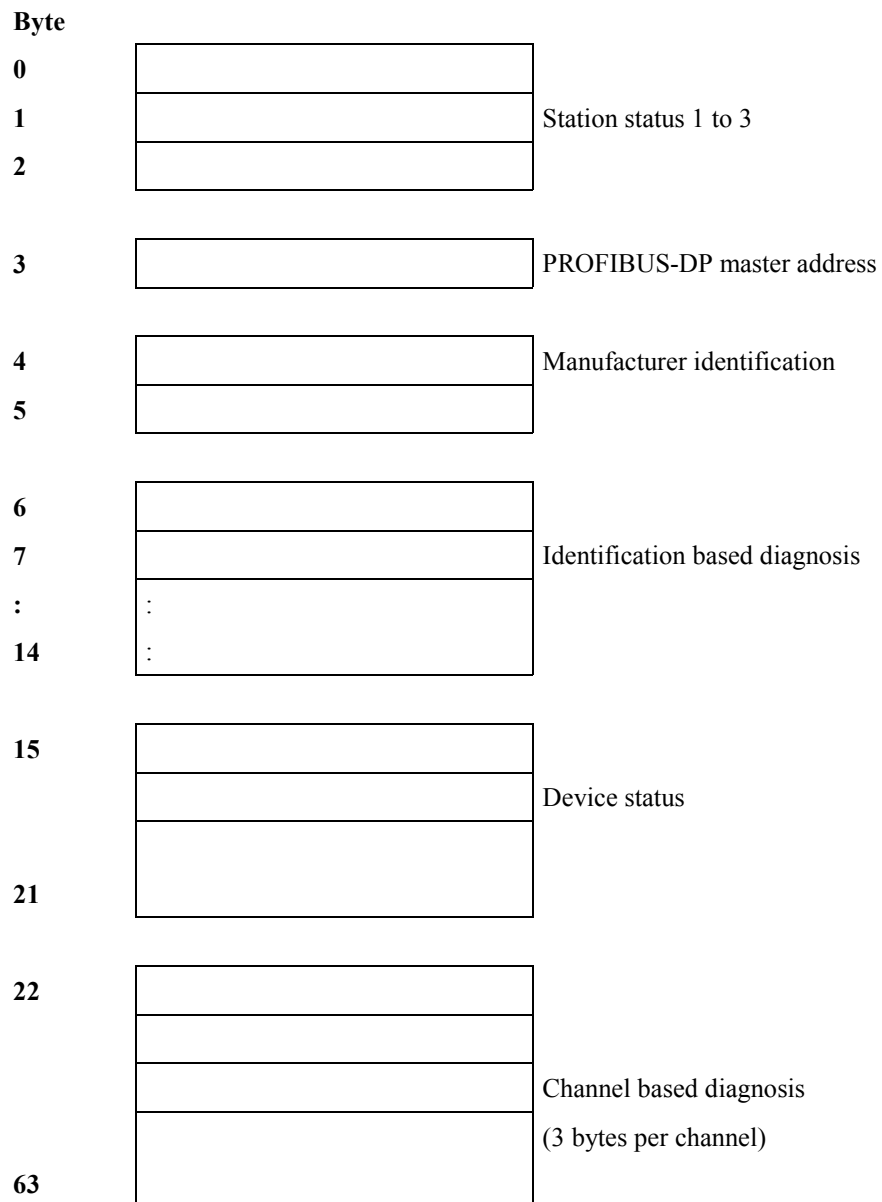 Byte
0
1 Station status 1 to 3
2
3 PROFIBUS-DP master address
4 Manufacturer identification
5
6
7 Identification based diagnosis
: :
14 :
15
Device status
21
22
Channel based diagnosis
(3 bytes per channel)
63